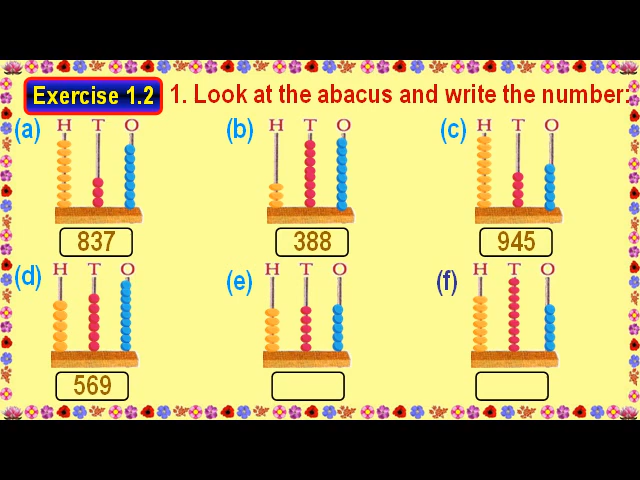 Exercise 1.2 1. Look at the abacus and write the number:
(a) H T O (b) H T O (c) H T O
837 388 945
(d) H T O (e) H T O (f) H T O
569